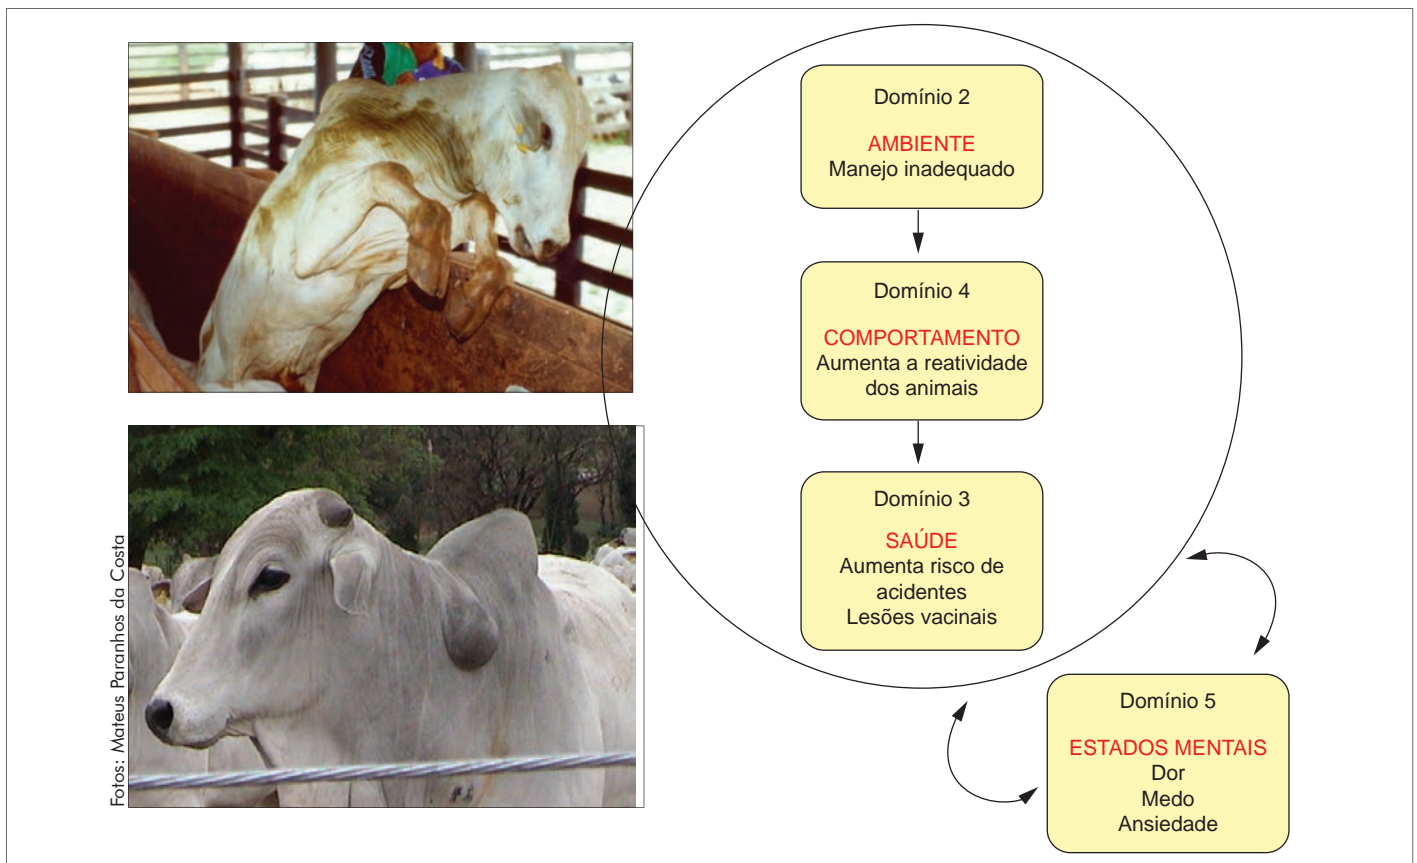 Domínio 2
AMBIENTE
Manejo inadequado
Domínio 4
COMPORTAMENTO
Aumenta a reatividade
dos animais
Domínio 3
SAÚDE
Aumenta risco de
acidentes
Lesões vacinais
Domínio 5
ESTADOS MENTAIS
Dor
Medo
Ansiedade
Fotos: Mateus Paranhos da Costa